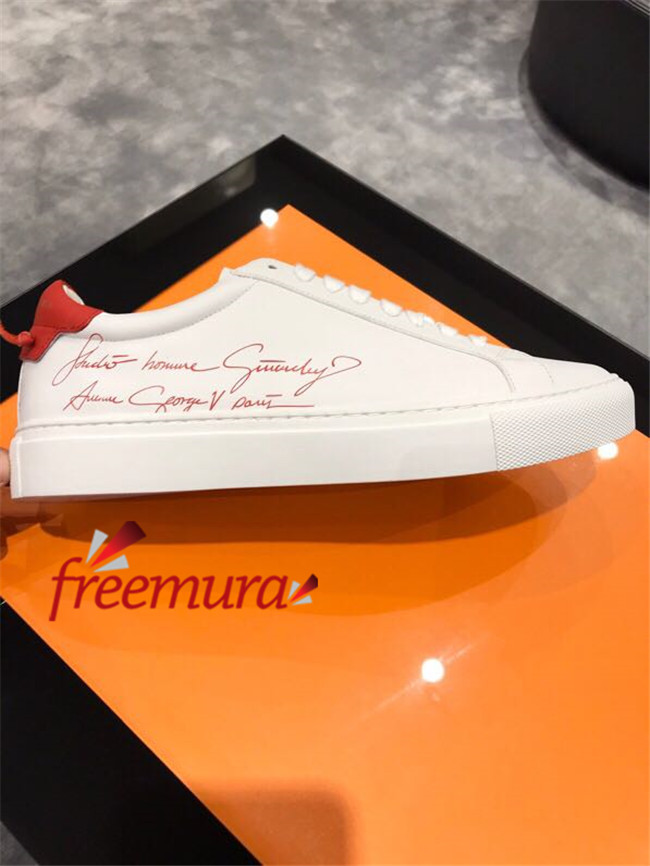 Studio homme Givenchy
Avenue George V Paris
freemura